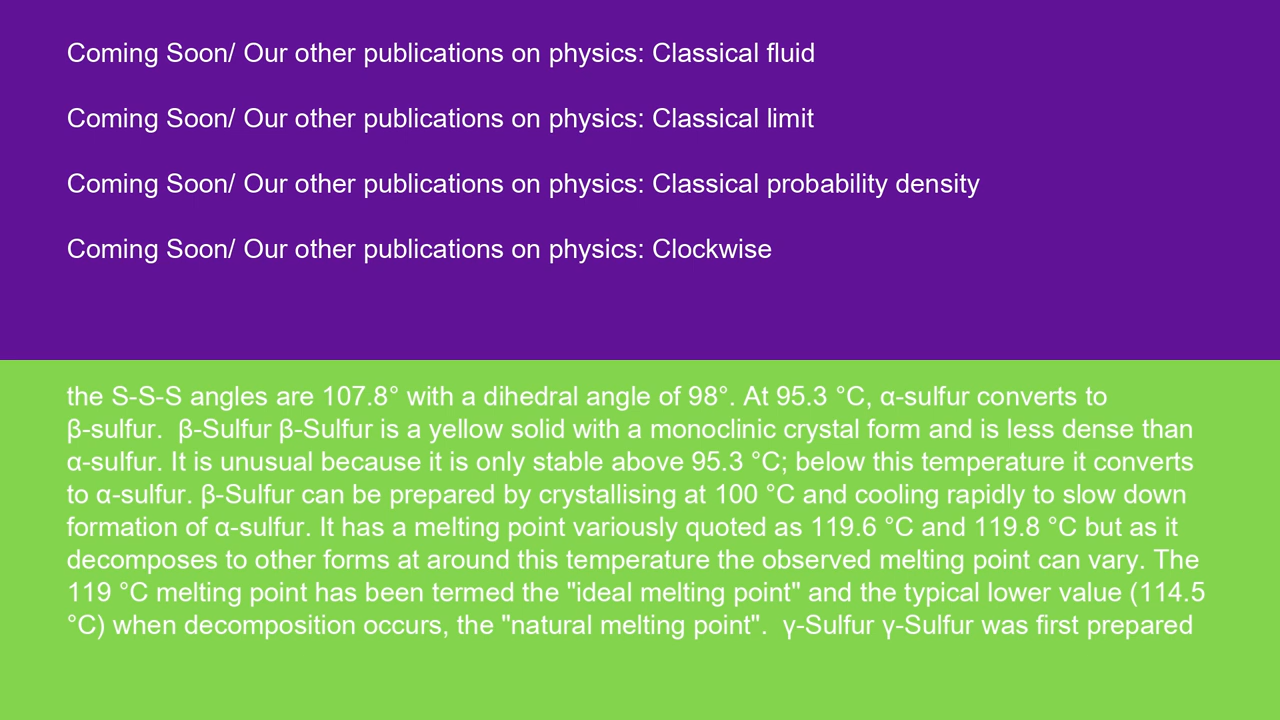 Coming Soon/ Our other publications on physics: Classical fluid
Coming Soon/ Our other publications on physics: Classical limit
Coming Soon/ Our other publications on physics: Classical probability density
Coming Soon/ Our other publications on physics: Clockwise
the S-S-S angles are 107.8° with a dihedral angle of 98°. At 95.3 °C, α-sulfur converts to
β-sulfur.  β-Sulfur β-Sulfur is a yellow solid with a monoclinic crystal form and is less dense than
α-sulfur. It is unusual because it is only stable above 95.3 °C; below this temperature it converts
to α-sulfur. β-Sulfur can be prepared by crystallising at 100 °C and cooling rapidly to slow down
formation of α-sulfur. It has a melting point variously quoted as 119.6 °C and 119.8 °C but as it
decomposes to other forms at around this temperature the observed melting point can vary. The
119 °C melting point has been termed the "ideal melting point" and the typical lower value (114.5
°C) when decomposition occurs, the "natural melting point".  γ-Sulfur γ-Sulfur was first prepared